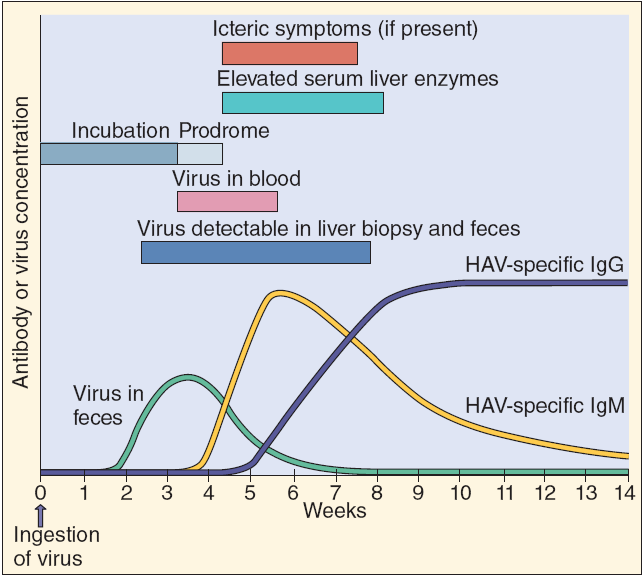 Icteric symptoms (if present)
Elevated serum liver enzymes
Incubation Prodrome
Virus in blood
Virus detectable in liver biopsy and feces
HAV-specific IgG
Virus in
feces
HAV-specific IgM
Antibody or virus concentration
0 1 2 3 4 5 6 7 8 9 10 11 12 13 14
Weeks
Ingestion
of virus